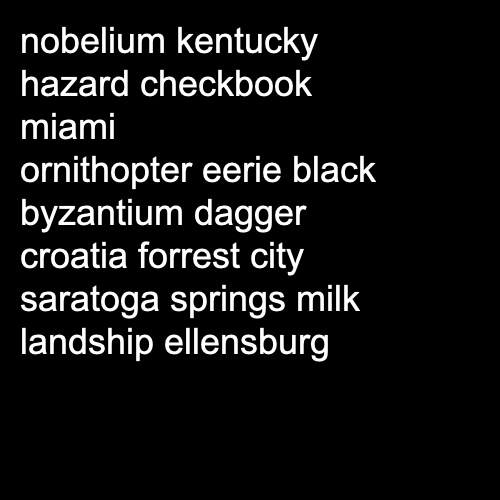 nobelium kentucky
hazard checkbook
miami
ornithopter eerie black
byzantium dagger
croatia forrest city
saratoga springs milk
landship ellensburg